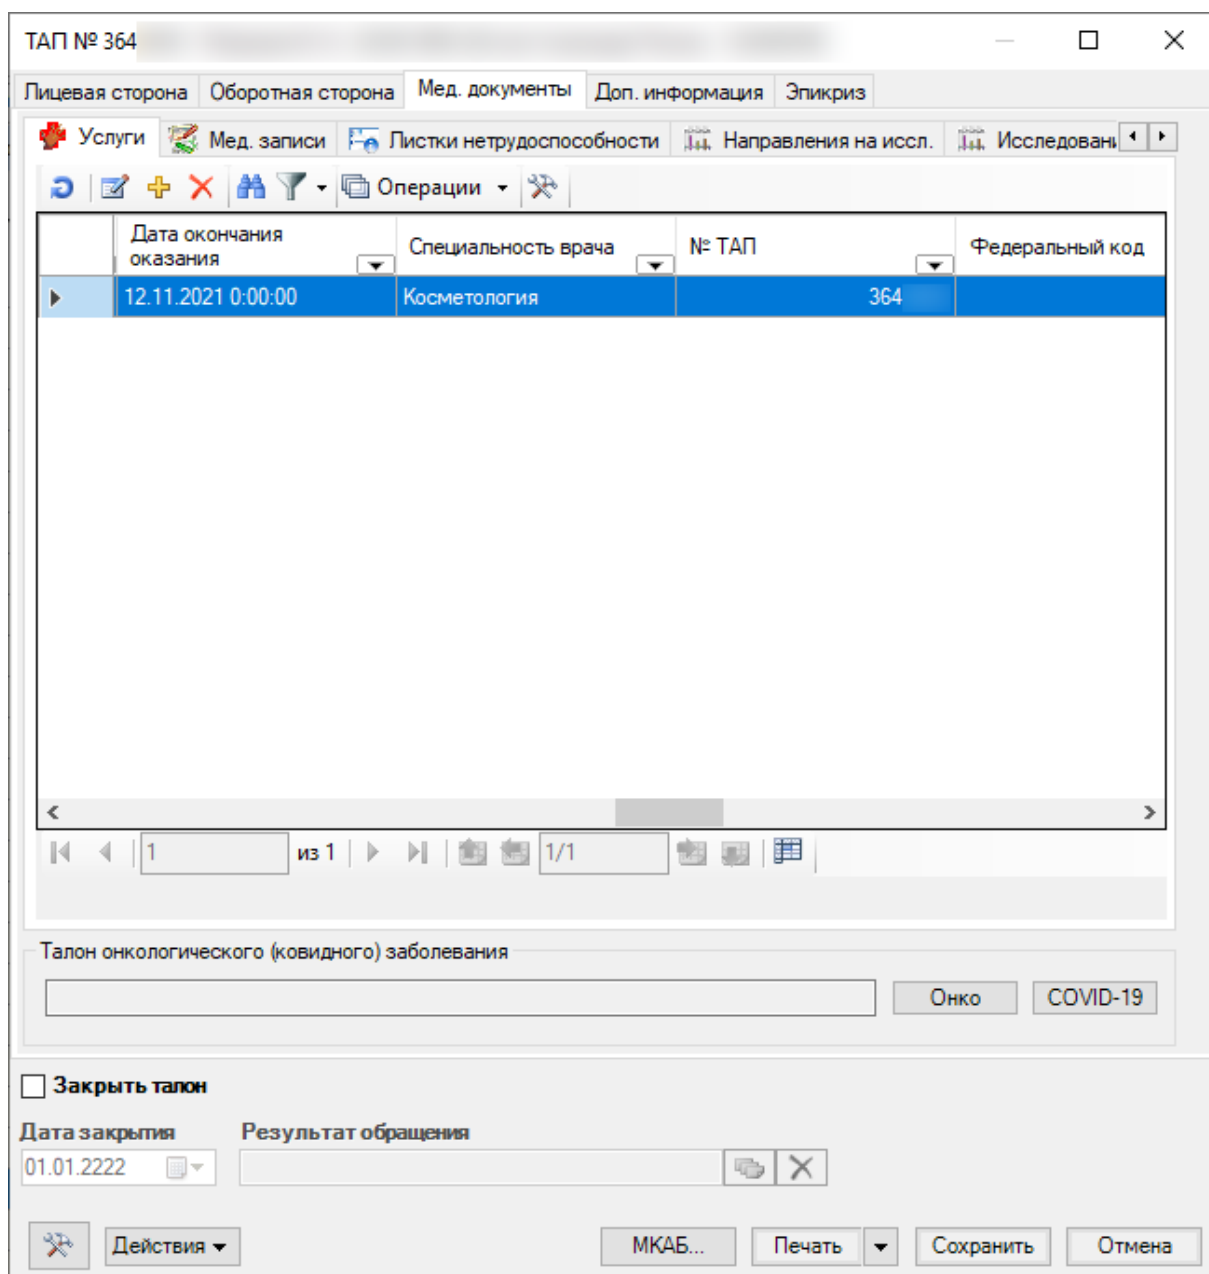 ТАП № 364
Лицевая сторона Оборотная сторона Мед. документы Доп. информация Эпикриз
Услуги Мед. записи Листки нетрудоспособности Направления на иссл. Исследовани
Операции
Дата окончания оказания Специальность врача № ТАП Федеральный код
12.11.2021 0:00:00 Косметология 364
1 из 1 1/1
Талон онкологического (ковидного) заболевания
Онко COVID-19
Закрыть талон
Дата закрытия Результат обращения
01.01.2222
Действия МКАБ... Печать Сохранить Отмена